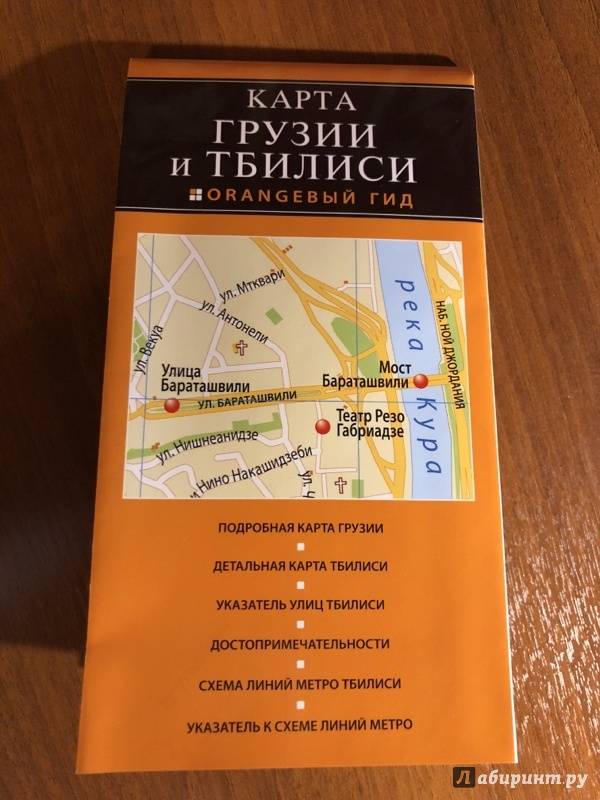 КАРТА
ГРУЗИИ
и ТБИЛИСИ
ORANGEВЫЙ ГИД
ул. Мтквари
ул. Антонели
ул. Векуа
река Кура
НАБ. НОЙ ДЖОРДАНИЯ
Улица
Бараташвили
Мост
Бараташвили
УЛ. БАРАТАШВИЛИ
Театр Резо
Габриадзе
ул. Нишнеанидзе
и Нино Накашидзеби
ул. Ч
ПОДРОБНАЯ КАРТА ГРУЗИИ
ДЕТАЛЬНАЯ КАРТА ТБИЛИСИ
УКАЗАТЕЛЬ УЛИЦ ТБИЛИСИ
ДОСТОПРИМЕЧАТЕЛЬНОСТИ
СХЕМА ЛИНИЙ МЕТРО ТБИЛИСИ
УКАЗАТЕЛЬ К СХЕМЕ ЛИНИЙ МЕТРО
Лабиринт.ру